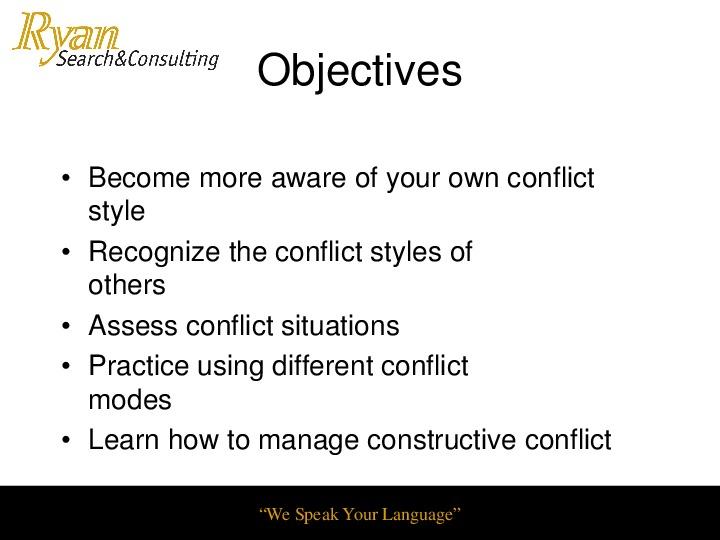 Ryan
Search&Consulting
Objectives
• Become more aware of your own conflict
style
• Recognize the conflict styles of
others
• Assess conflict situations
• Practice using different conflict
modes
• Learn how to manage constructive conflict
“We Speak Your Language”